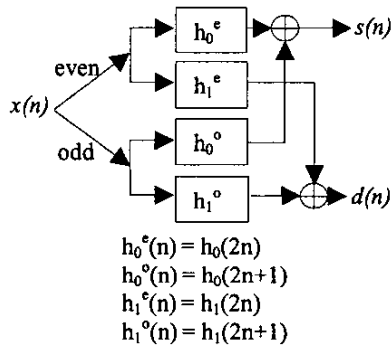 h₀ᵉ
s(n)
even
h₁ᵉ
x(n)
h₀ᵒ
odd
h₁ᵒ
d(n)
h₀ᵉ(n) = h₀(2n)
h₀ᵒ(n) = h₀(2n+1)
h₁ᵉ(n) = h₁(2n)
h₁ᵒ(n) = h₁(2n+1)